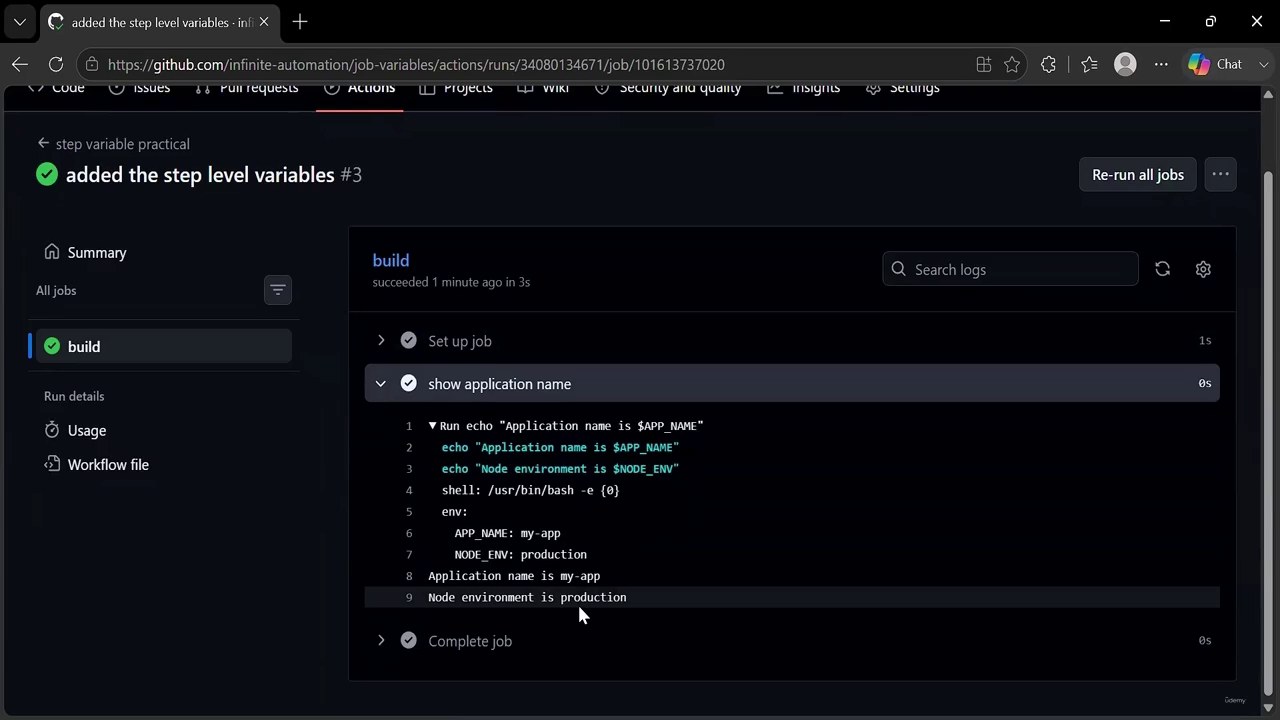 added the step level variables · inf
https://github.com/infinite-automation/job-variables/actions/runs/34080134671/job/101613737020
Chat
Code Issues Pull requests Actions Projects Wiki Security and quality Insights Settings
step variable practical
added the step level variables #3
Re-run all jobs
Summary
All jobs
build
Run details
Usage
Workflow file
build
succeeded 1 minute ago in 3s
Search logs
Set up job 1s
show application name 0s
1 Run echo "Application name is $APP_NAME"
2 echo "Application name is $APP_NAME"
3 echo "Node environment is $NODE_ENV"
4 shell: /usr/bin/bash -e {0}
5 env:
6 APP_NAME: my-app
7 NODE_ENV: production
8 Application name is my-app
9 Node environment is production
Complete job 0s
ûdemy